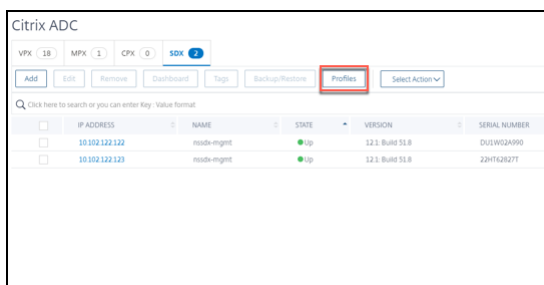 Citrix ADC
VPX 18 MPX 1 CPX 0 SDX 2
Add Edit Remove Dashboard Tags Backup/Restore Profiles Select Action
Click here to search or you can enter Key : Value format
IP ADDRESS NAME STATE VERSION SERIAL NUMBER
10.102.122.122 nssdx-mgmt Up 12.1: Build 51.8 DU1W02A990
10.102.122.123 nssdx-mgmt Up 12.1: Build 51.8 22HT62827T